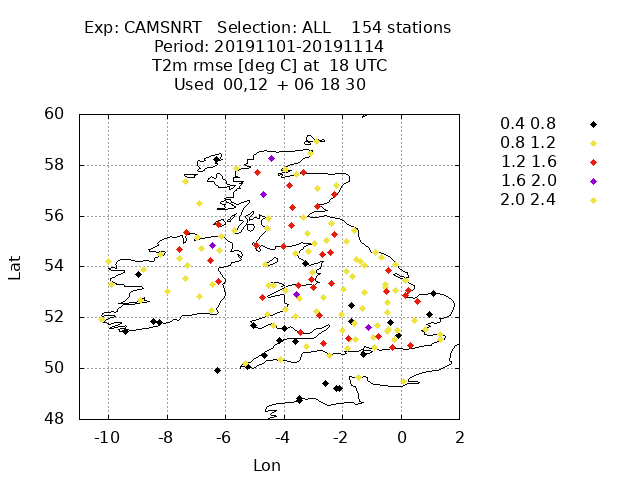 Exp: CAMSNRT   Selection: ALL    154 stations
Period: 20191101-20191114
T2m rmse [deg C] at  18 UTC
Used  00,12  + 06 18 30
60
58
56
54
52
50
48
-10 -8 -6 -4 -2 0 2
Lat
Lon
0.4 0.8
0.8 1.2
1.2 1.6
1.6 2.0
2.0 2.4